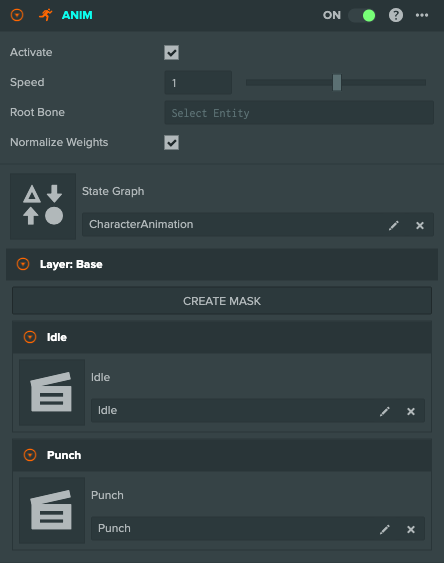 ANIM ON ? •••
Activate
Speed 1
Root Bone Select Entity
Normalize Weights
State Graph
CharacterAnimation
Layer: Base
CREATE MASK
Idle
Idle
Idle
Punch
Punch
Punch